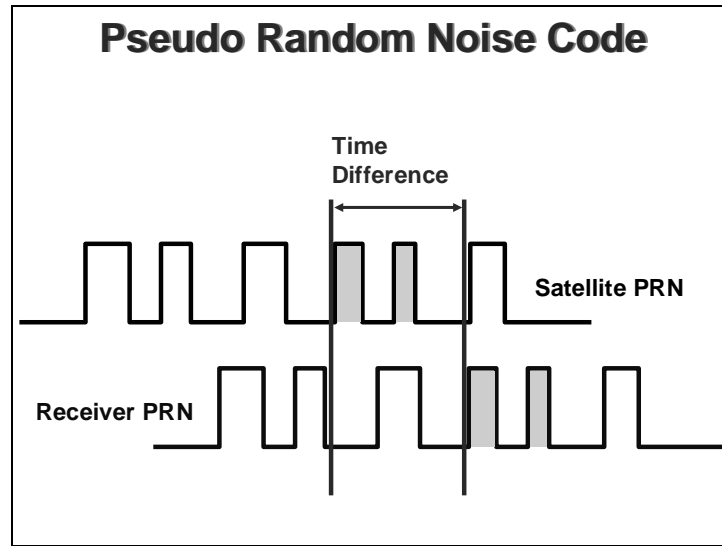 Pseudo Random Noise Code
Time
Difference
Satellite PRN
Receiver PRN